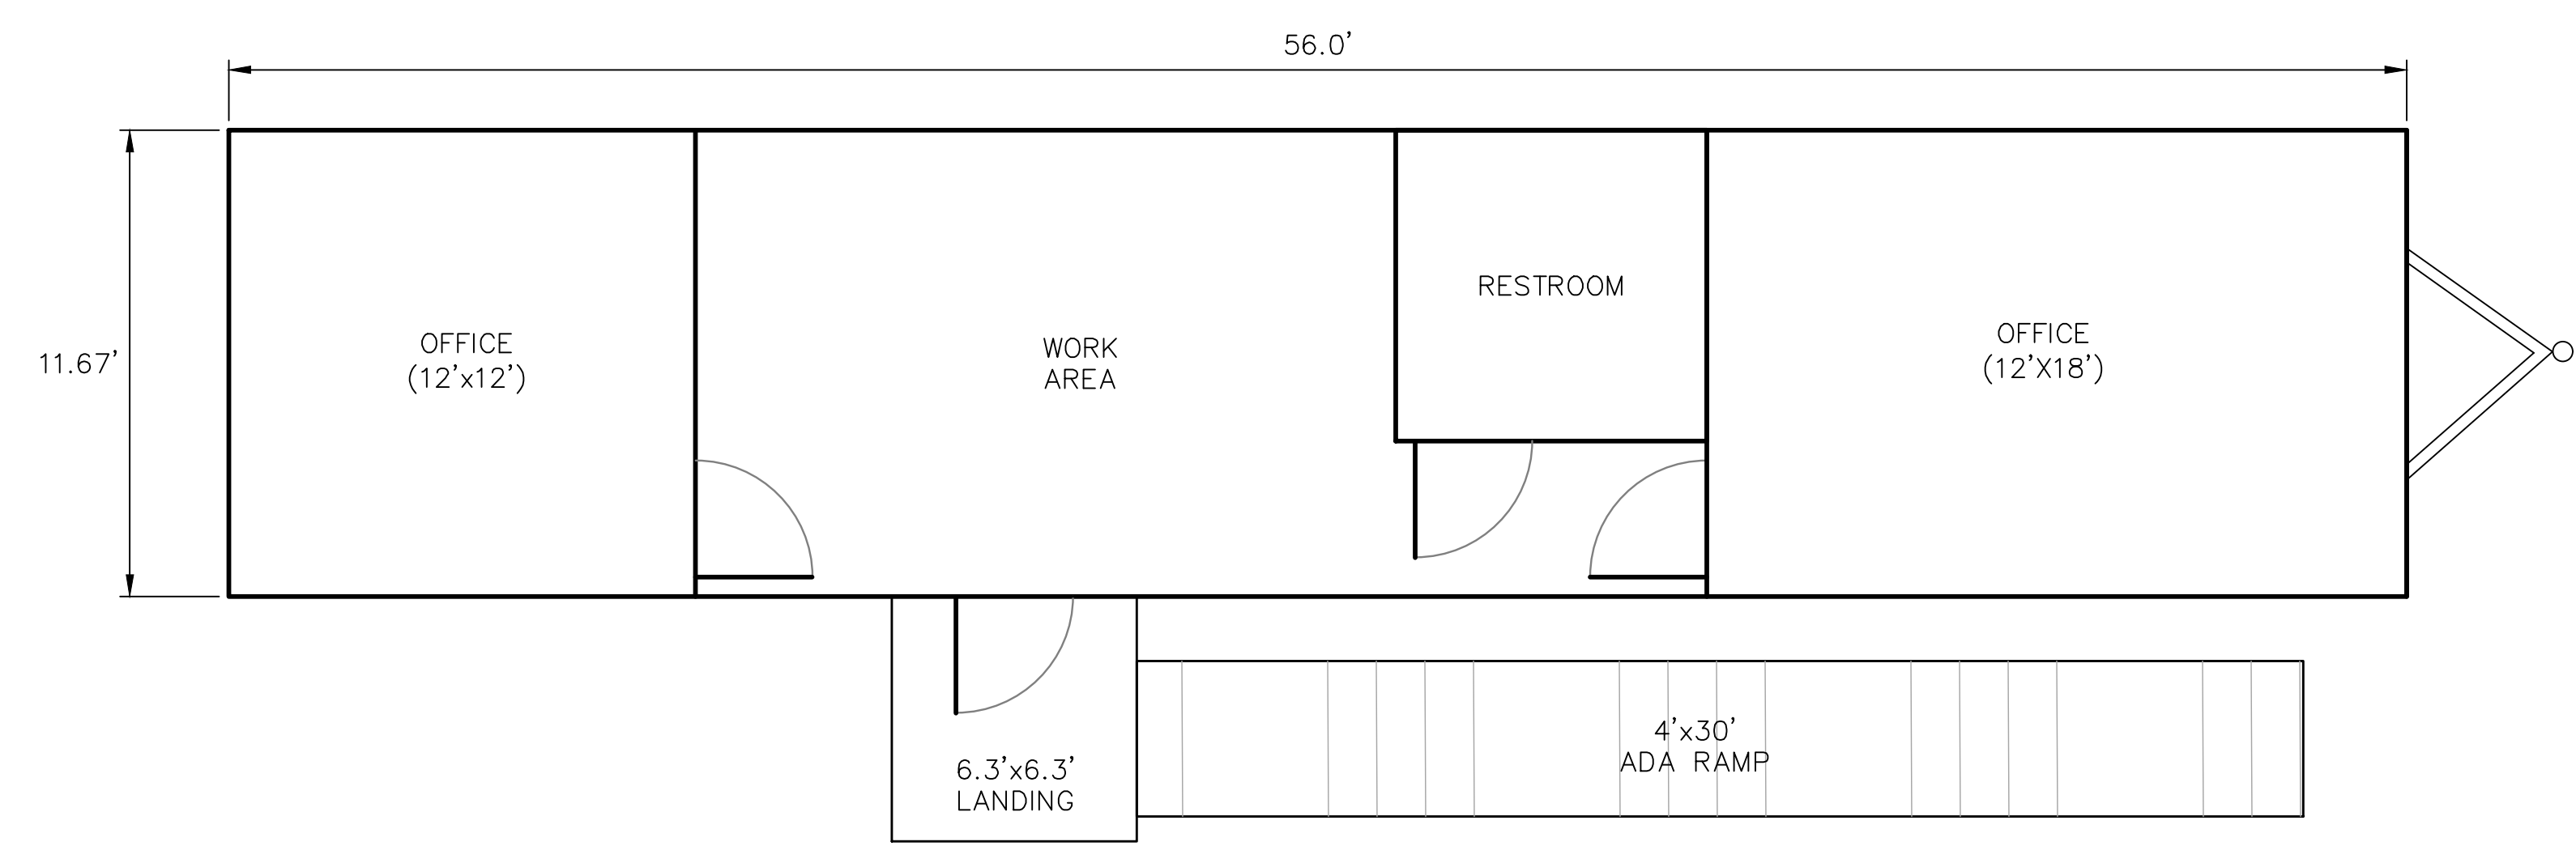 56.0'
11.67'
OFFICE
(12'x12')
WORK
AREA
RESTROOM
OFFICE
(12'X18')
6.3'x6.3'
LANDING
4'x30'
ADA RAMP